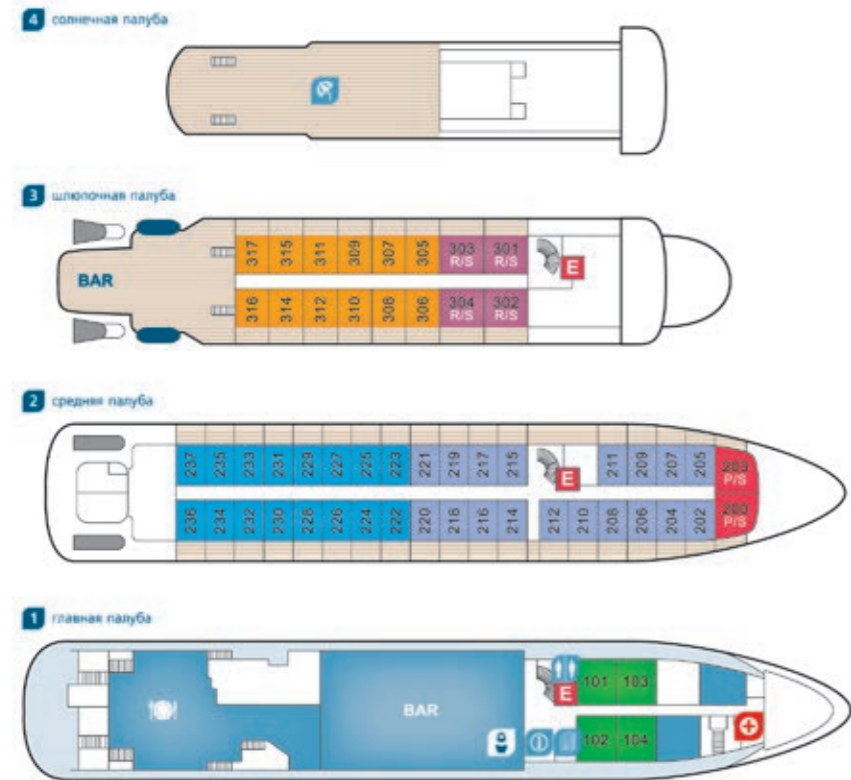 4 солнечная палуба
3 шлюпочная палуба
317 315 311 309 307 305 303 R/S 301 R/S
E
BAR
316 314 312 310 308 306 304 R/S 302 R/S
2 средняя палуба
237 235 233 231 229 227 225 223 221 219 217 215 211 209 207 205 203 P/S
E
236 234 232 230 228 226 224 222 220 218 216 214 212 210 208 206 204 202 200 P/S
1 главная палуба
101 103
E
BAR
102 104